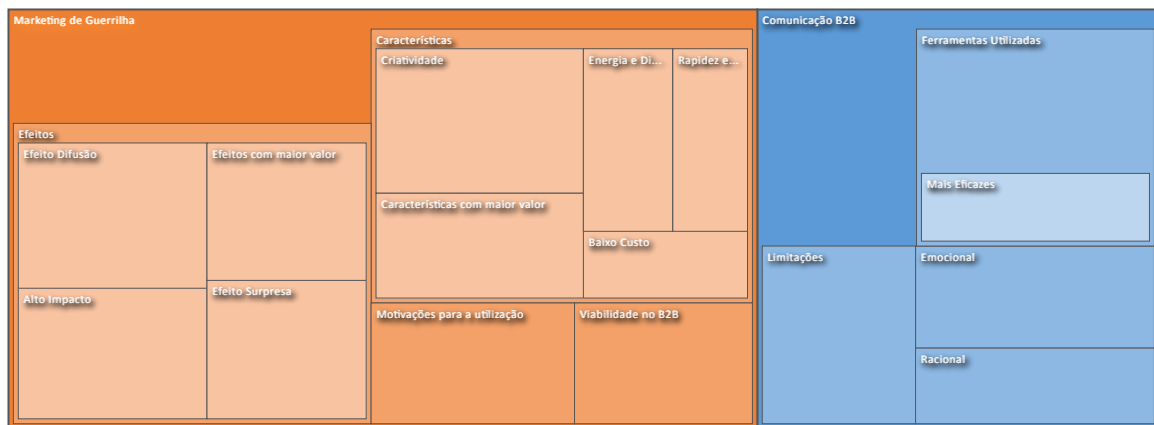 Marketing de Guerrilha
Características
Criatividade
Energia e Di...
Rapidez e...
Características com maior valor
Baixo Custo
Efeitos
Efeito Difusão
Efeitos com maior valor
Alto Impacto
Efeito Surpresa
Motivações para a utilização
Viabilidade no B2B
Comunicação B2B
Ferramentas Utilizadas
Mais Eficazes
Limitações
Emocional
Racional